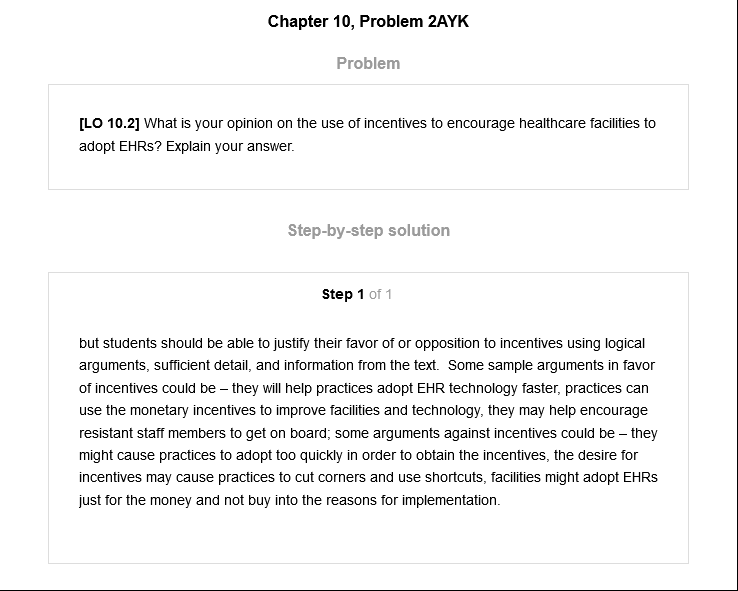 Chapter 10, Problem 2AYK
Problem
[LO 10.2] What is your opinion on the use of incentives to encourage healthcare facilities to
adopt EHRs? Explain your answer.
Step-by-step solution
Step 1 of 1
but students should be able to justify their favor of or opposition to incentives using logical
arguments, sufficient detail, and information from the text.  Some sample arguments in favor
of incentives could be – they will help practices adopt EHR technology faster, practices can
use the monetary incentives to improve facilities and technology, they may help encourage
resistant staff members to get on board; some arguments against incentives could be – they
might cause practices to adopt too quickly in order to obtain the incentives, the desire for
incentives may cause practices to cut corners and use shortcuts, facilities might adopt EHRs
just for the money and not buy into the reasons for implementation.